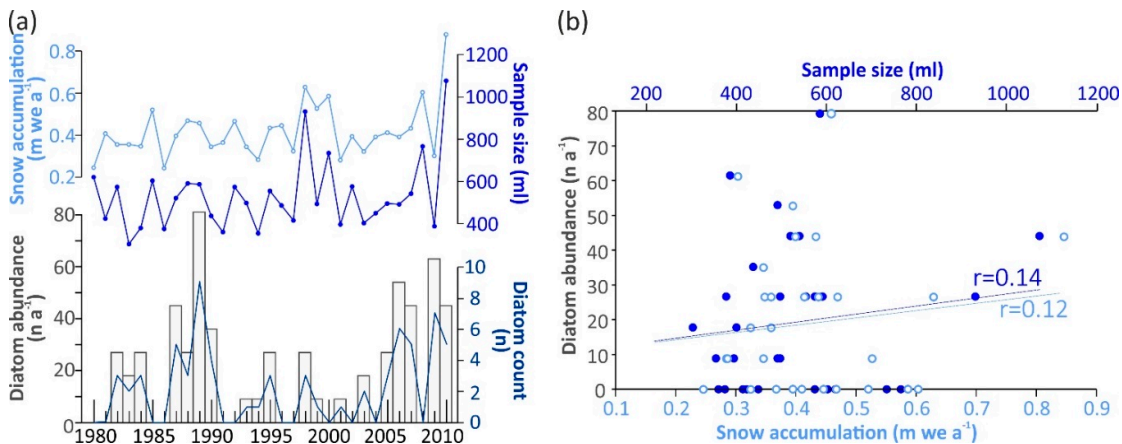 (a)
Snow accumulation
(m we a⁻¹)
0.8
0.6
0.4
0.2
1200
1000
800
600
400
Sample size
(ml)
Diatom abundance
(n a⁻¹)
80
60
40
20
0
10
8
6
4
2
0
Diatom count
(n)
1980 1985 1990 1995 2000 2005 2010
(b)
Sample size (ml)
200 400 600 800 1000 1200
Diatom abundance (n a⁻¹)
80
70
60
50
40
30
20
10
0
r=0.14
r=0.12
0.1 0.2 0.3 0.4 0.5 0.6 0.7 0.8 0.9
Snow accumulation (m we a⁻¹)